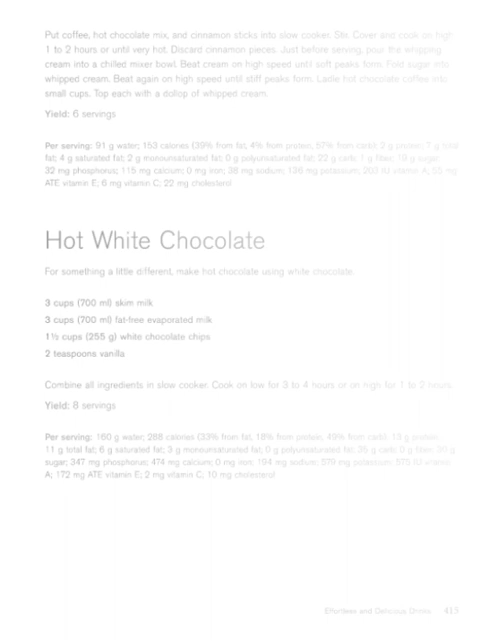 Put coffee, hot chocolate mix, and cinnamon sticks into slow cooker. Stir. Cover and cook on high
1 to 2 hours or until very hot. Discard cinnamon pieces. Just before serving, pour the whipping
cream into a chilled mixer bowl. Beat cream on high speed until soft peaks form. Fold sugar into
whipped cream. Beat again on high speed until stiff peaks form. Ladle hot chocolate coffee into
small cups. Top each with a dollop of whipped cream.
Yield: 6 servings
Per serving: 91 g water; 153 calories (39% from fat, 4% from protein, 57% from carb); 2 g protein; 7 g total
fat; 4 g saturated fat; 2 g monounsaturated fat; 0 g polyunsaturated fat; 22 g carb; 1 g fiber; 19 g sugar;
32 mg phosphorus; 115 mg calcium; 0 mg iron; 38 mg sodium; 136 mg potassium; IU vitamin A; 55 mg
ATE vitamin E; 6 mg vitamin C; 22 mg cholesterol
Hot White Chocolate
For something a little different, make hot chocolate using white chocolate.
3 cups (700 ml) skim milk
3 cups (700 ml) fat-free evaporated milk
1½ cups (255 g) white chocolate chips
2 teaspoons vanilla
Combine all ingredients in slow cooker. Cook on low for 3 to 4 hours or on high for 1 to 2 hours.
Yield: 8 servings
Per serving: 160 g water; 288 calories (33% from fat, 18% from protein, 49% from carb); 13 g protein;
11 g total fat; 6 g saturated fat; 3 g monounsaturated fat; 0 g polyunsaturated fat; 35 g carb; 0 g fiber; g
sugar; 347 mg phosphorus; 474 mg calcium; 0 mg iron; 194 mg sodium; 579 mg potassium; 575 IU vitamin
A; 172 mg ATE vitamin E; 2 mg vitamin C; 10 mg cholesterol
Effortless and Delicious Drinks 415